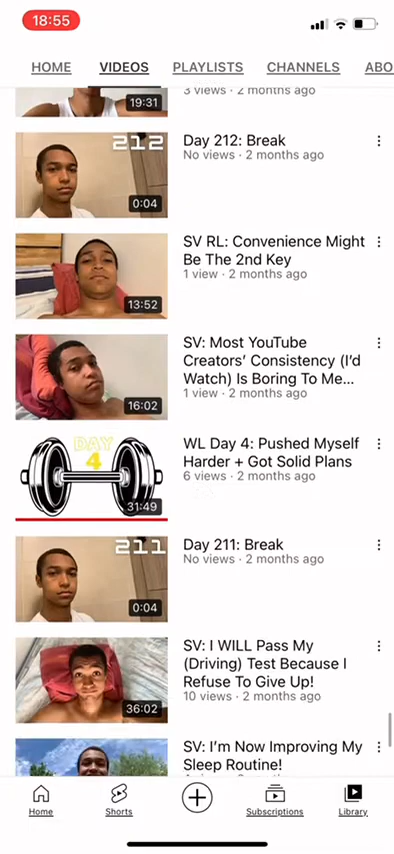 18:55
HOME VIDEOS PLAYLISTS CHANNELS ABO
19:31
3 views · 2 months ago
212
0:04
Day 212: Break
No views · 2 months ago
13:52
SV RL: Convenience Might
Be The 2nd Key
1 view · 2 months ago
16:02
SV: Most YouTube
Creators' Consistency (I'd
Watch) Is Boring To Me...
1 view · 2 months ago
DAY
4
31:49
WL Day 4: Pushed Myself
Harder + Got Solid Plans
6 views · 2 months ago
211
0:04
Day 211: Break
No views · 2 months ago
36:02
SV: I WILL Pass My
(Driving) Test Because I
Refuse To Give Up!
10 views · 2 months ago
SV: I'm Now Improving My
Sleep Routine!
Home Shorts Subscriptions Library